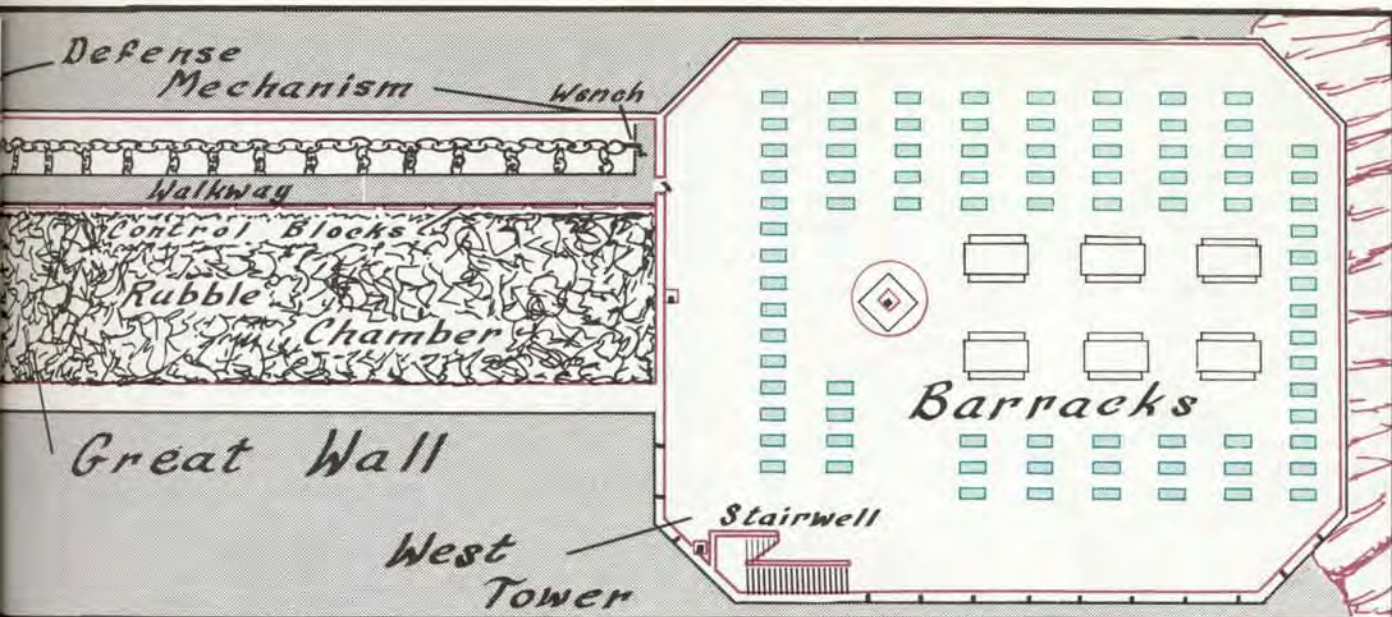 Defense
Mechanism
Wench
Walkway
Control Blocks
Rubble
Chamber
Great Wall
Barracks
Stairwell
West
Tower